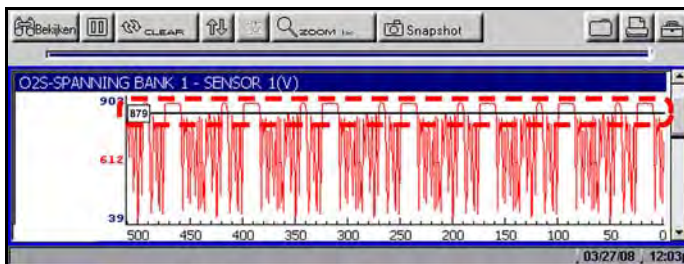 Bekijken CLEAR ZOOM Snapshot
O2S-SPANNING BANK 1 - SENSOR 1(V)
903
879
612
39
500 450 400 350 300 250 200 150 100 50 0
03/27/08 12:03